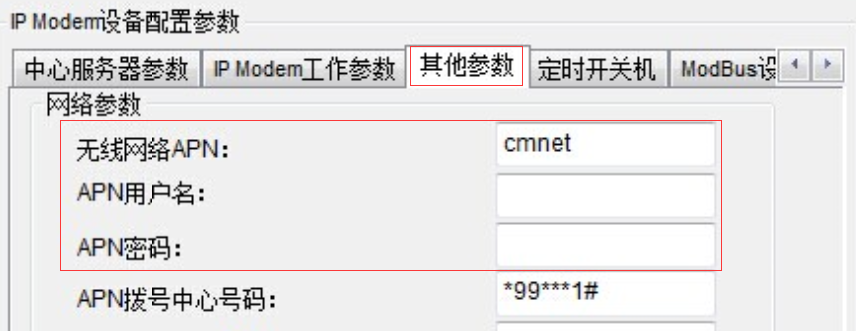 IP Modem设备配置参数
中心服务器参数 IP Modem工作参数 其他参数 定时开关机 ModBus设
网络参数
无线网络APN： cmnet
APN用户名：
APN密码：
APN拨号中心号码： *99***1#